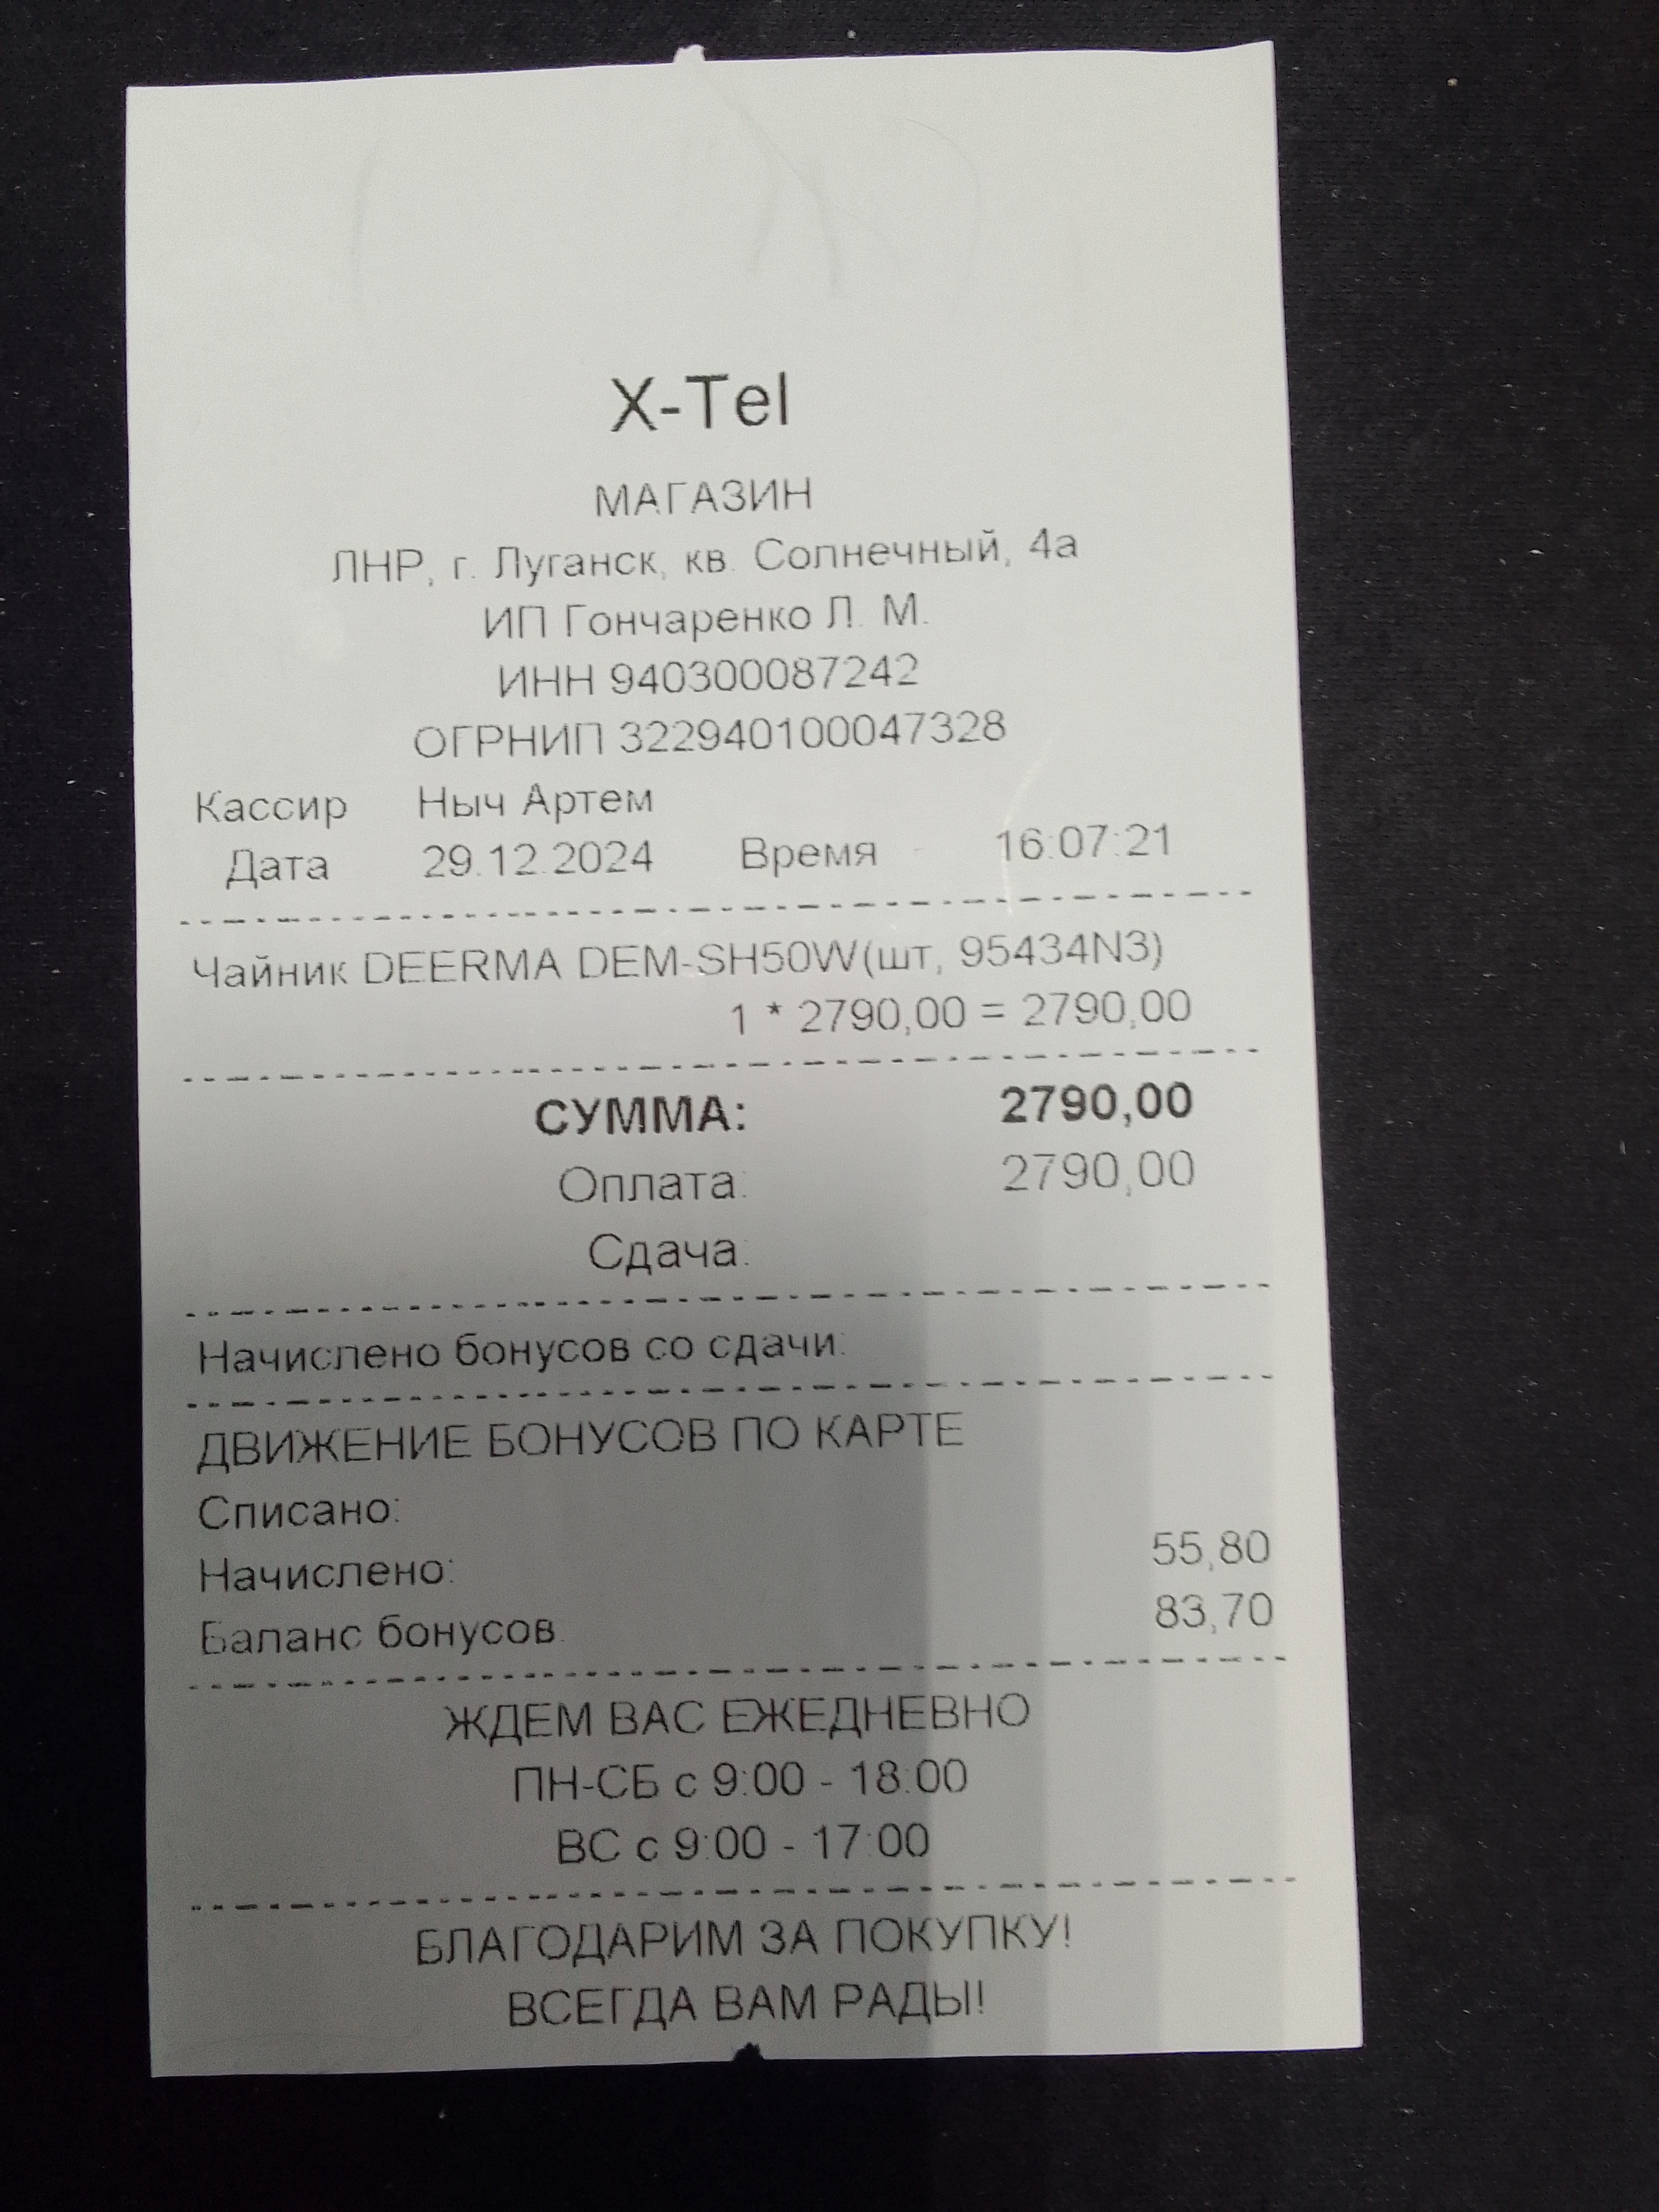 X-Tel
МАГАЗИН
ЛНР, г. Луганск, кв. Солнечный, 4а
ИП Гончаренко Л. М.
ИНН 940300087242
ОГРНИП 322940100047328
Кассир Ныч Артем
Дата 29.12.2024 Время 16:07:21
Чайник DEERMA DEM-SH50W(шт, 95434N3)
1 * 2790,00 = 2790,00
СУММА: 2790,00
Оплата: 2790,00
Сдача:
Начислено бонусов со сдачи:
ДВИЖЕНИЕ БОНУСОВ ПО КАРТЕ
Списано:
Начислено: 55,80
Баланс бонусов: 83,70
ЖДЕМ ВАС ЕЖЕДНЕВНО
ПН-СБ с 9:00 - 18:00
ВС с 9:00 - 17:00
БЛАГОДАРИМ ЗА ПОКУПКУ!
ВСЕГДА ВАМ РАДЫ!